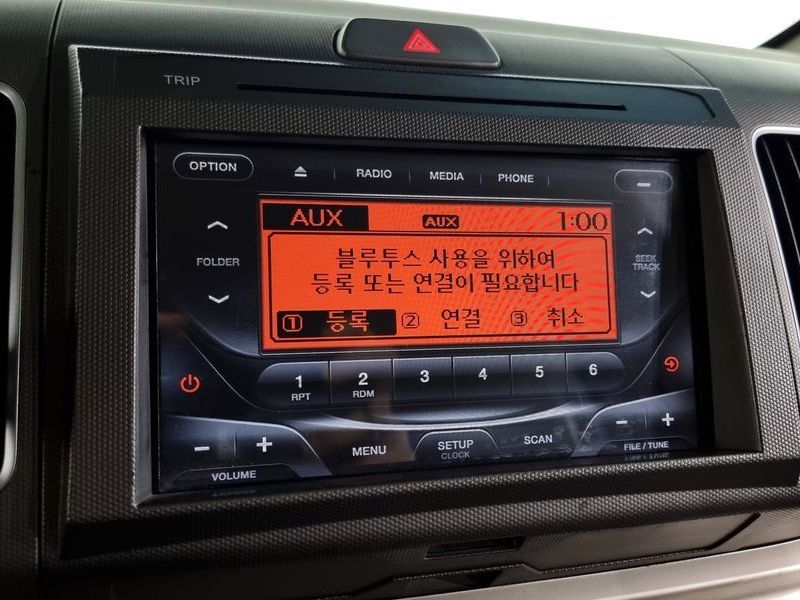 TRIP
OPTION
RADIO
MEDIA
PHONE
AUX AUX 1:00
FOLDER
블루투스 사용을 위하여
등록 또는 연결이 필요합니다
1 등록 2 연결 3 취소
SEEK
TRACK
1 2 3 4 5 6
RPT RDM
VOLUME
MENU
SETUP
CLOCK
SCAN
FILE / TUNE